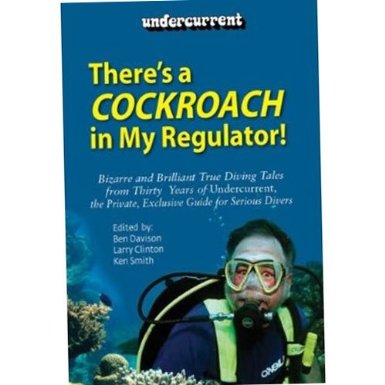 undercurrent
There's a
COCKROACH
in My Regulator!
Bizarre and Brilliant True Diving Tales
from Thirty Years of Undercurrent,
the Private, Exclusive Guide for Serious Divers
Edited by:
Ben Davison
Larry Clinton
Ken Smith
O'NEILL